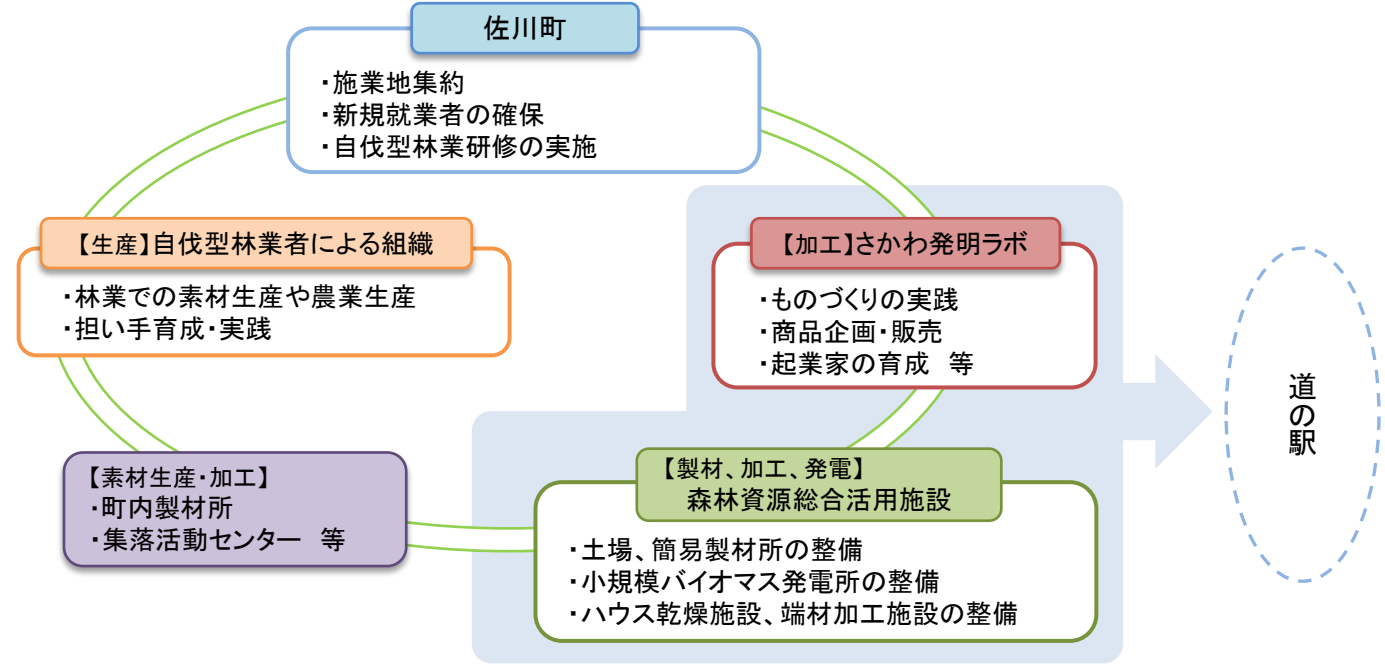 佐川町
・施業地集約
・新規就業者の確保
・自伐型林業研修の実施
【生産】自伐型林業者による組織
・林業での素材生産や農業生産
・担い手育成・実践
【加工】さかわ発明ラボ
・ものづくりの実践
・商品企画・販売
・起業家の育成　等
【素材生産・加工】
・町内製材所
・集落活動センター　等
【製材、加工、発電】
森林資源総合活用施設
・土場、簡易製材所の整備
・小規模バイオマス発電所の整備
・ハウス乾燥施設、端材加工施設の整備
道の駅